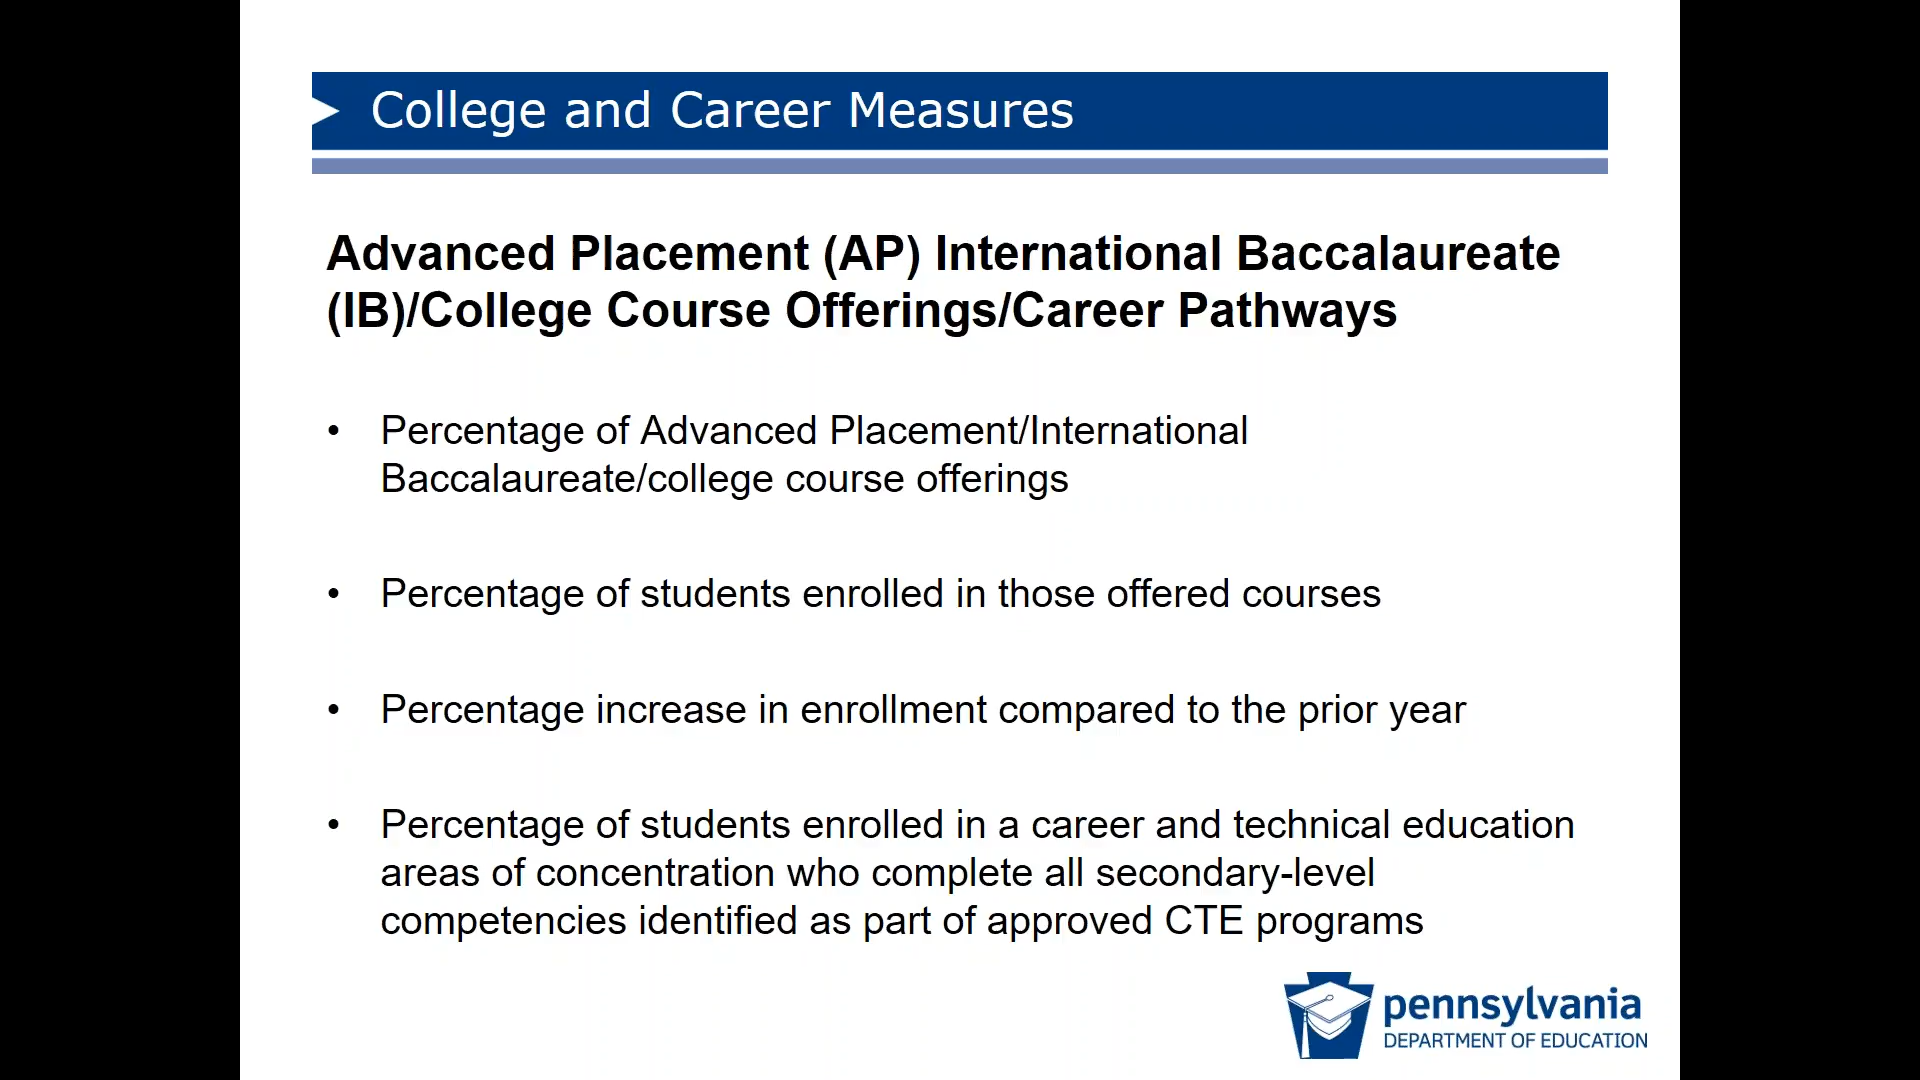 College and Career Measures
Advanced Placement (AP) International Baccalaureate
(IB)/College Course Offerings/Career Pathways
• Percentage of Advanced Placement/International
Baccalaureate/college course offerings
• Percentage of students enrolled in those offered courses
• Percentage increase in enrollment compared to the prior year
• Percentage of students enrolled in a career and technical education
areas of concentration who complete all secondary-level
competencies identified as part of approved CTE programs
pennsylvania
DEPARTMENT OF EDUCATION